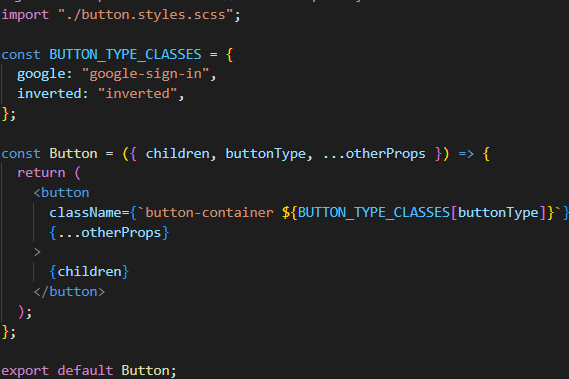 import "./button.styles.scss";
const BUTTON_TYPE_CLASSES = {
google: "google-sign-in",
inverted: "inverted",
};
const Button = ({ children, buttonType, ...otherProps }) => {
return (
<button
className={`button-container ${BUTTON_TYPE_CLASSES[buttonType]}`}
{...otherProps}
>
{children}
</button>
);
};
export default Button;